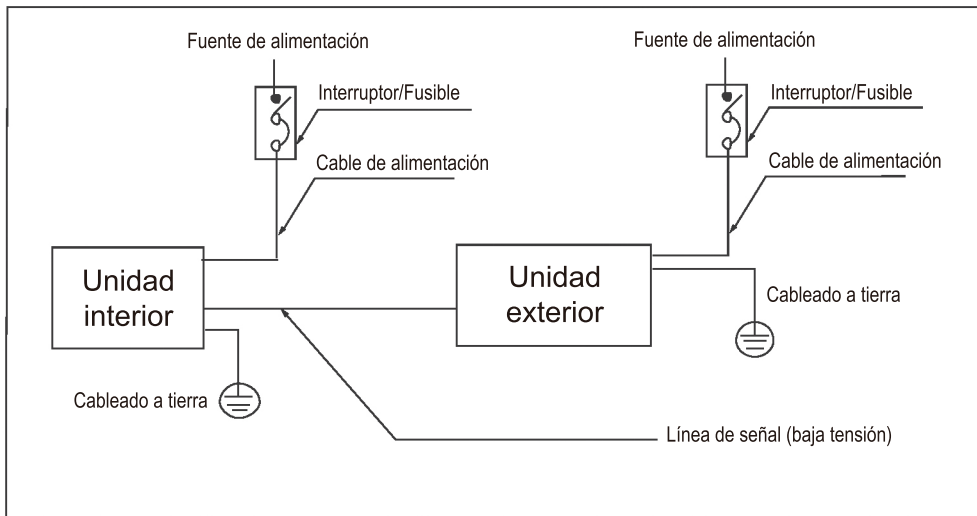 Fuente de alimentación
Fuente de alimentación
Interruptor/Fusible
Interruptor/Fusible
Cable de alimentación
Cable de alimentación
Unidad
interior
Unidad
exterior
Cableado a tierra
Cableado a tierra
Línea de señal (baja tensión)